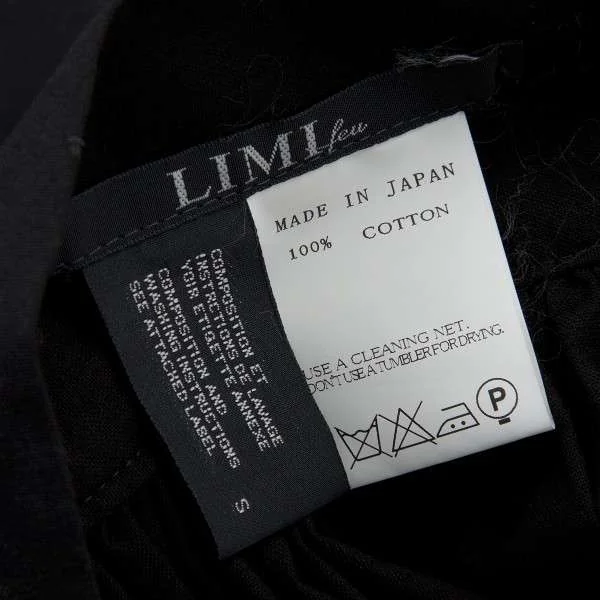 LIMI feu
MADE IN JAPAN
100% COTTON
USE A CLEANING NET.
DON'T USE A TUMBLER FOR DRYING.
P
COMPOSITION ET
INSTRUCTIONS DE LAVAGE
VOIR ETIQUETTE ANNEXE
COMPOSITION AND
WASHING INSTRUCTIONS
SEE ATTACHED LABEL
S